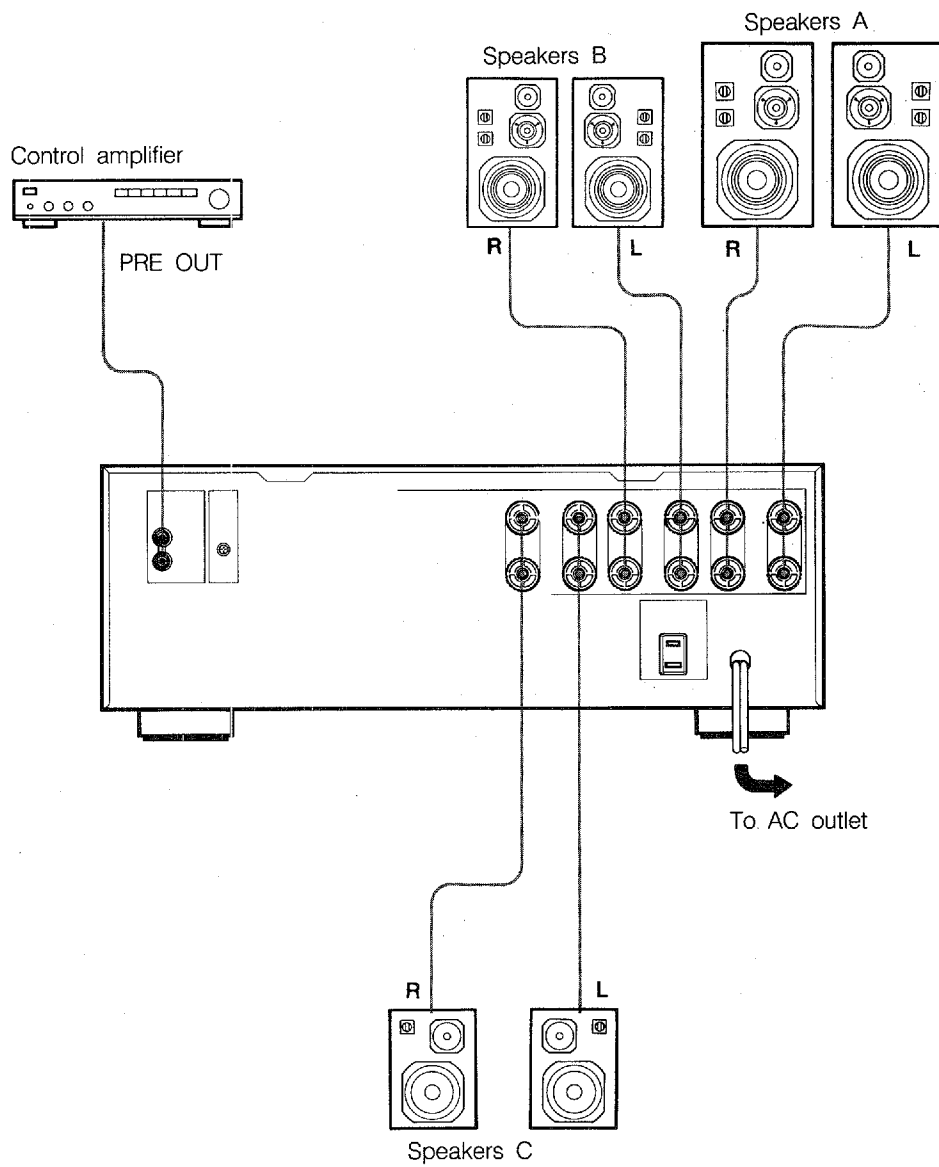 Speakers A
Speakers B
Control amplifier
R
L
R
L
PRE OUT
To AC outlet
R
L
Speakers C